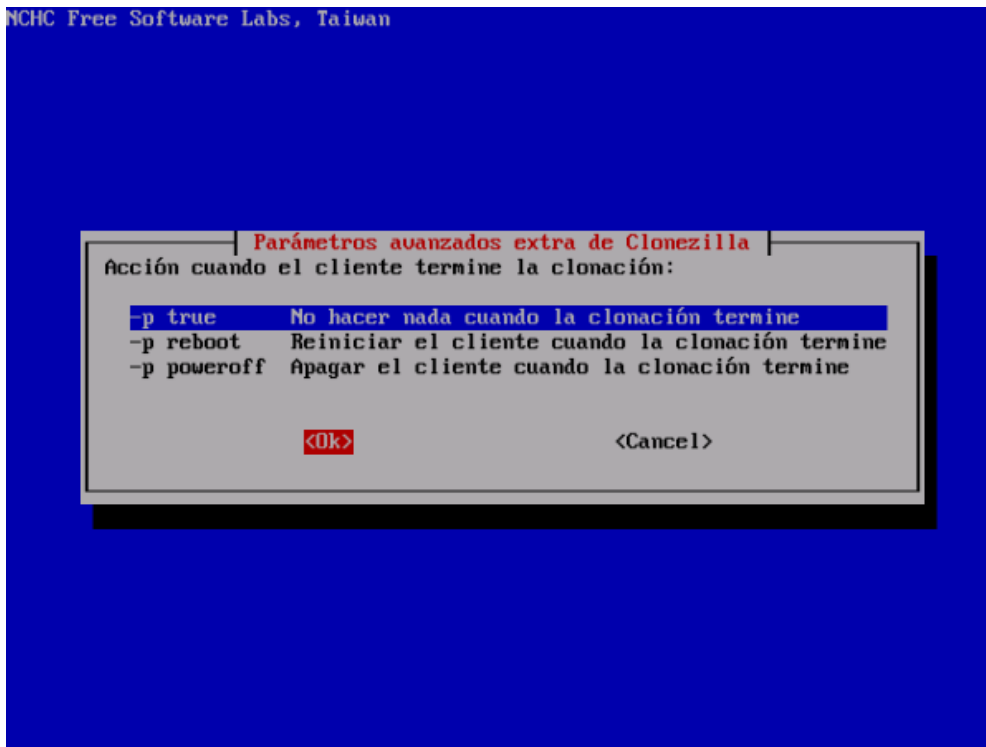 NCHC Free Software Labs, Taiwan
Parámetros avanzados extra de Clonezilla
Acción cuando el cliente termine la clonación:
-p true No hacer nada cuando la clonación termine
-p reboot Reiniciar el cliente cuando la clonación termine
-p poweroff Apagar el cliente cuando la clonación termine
<Ok> <Cancel>